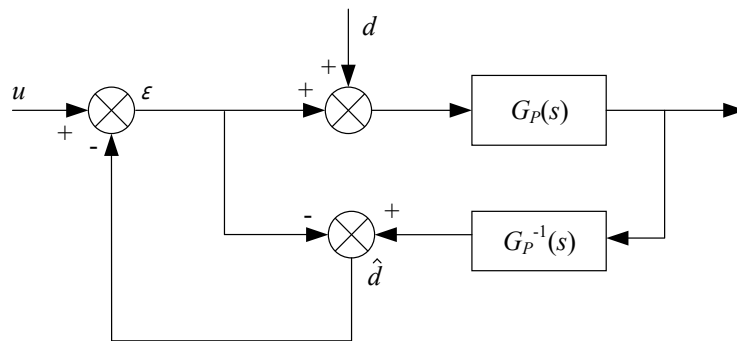 d
+
u
ε
+
G_P(s)
+
-
-
+
G_P^{-1}(s)
d̂